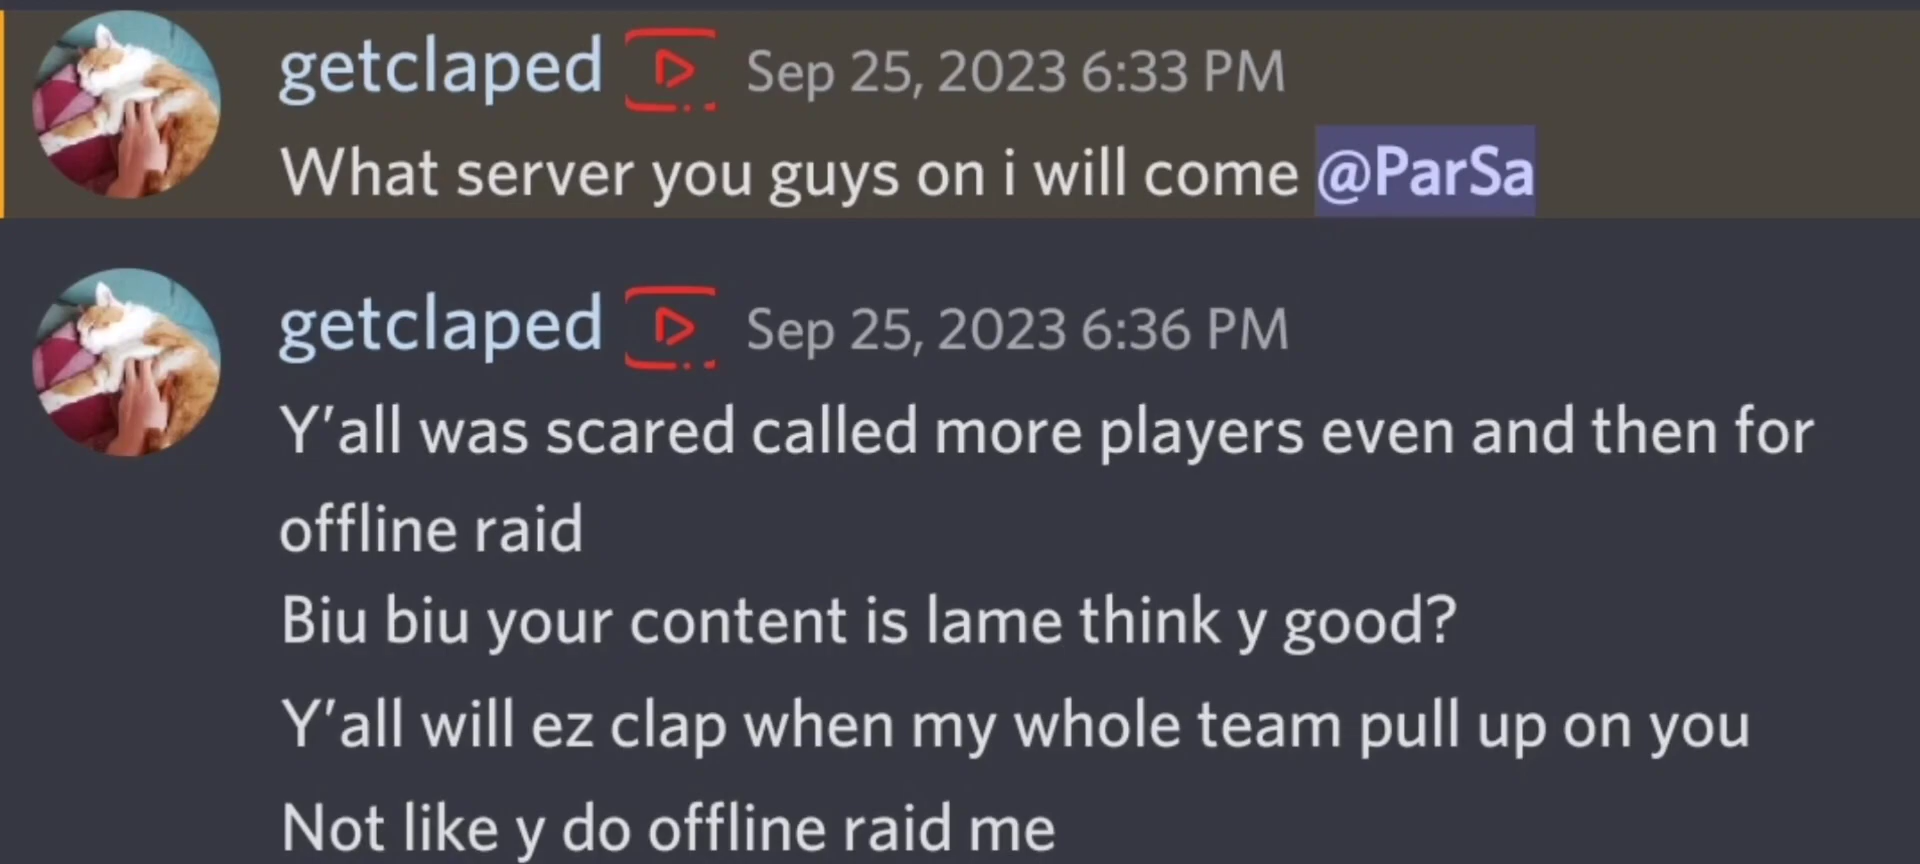 getclaped Sep 25, 2023 6:33 PM
What server you guys on i will come @ParSa
getclaped Sep 25, 2023 6:36 PM
Y'all was scared called more players even and then for
offline raid
Biu biu your content is lame think y good?
Y'all will ez clap when my whole team pull up on you
Not like y do offline raid me